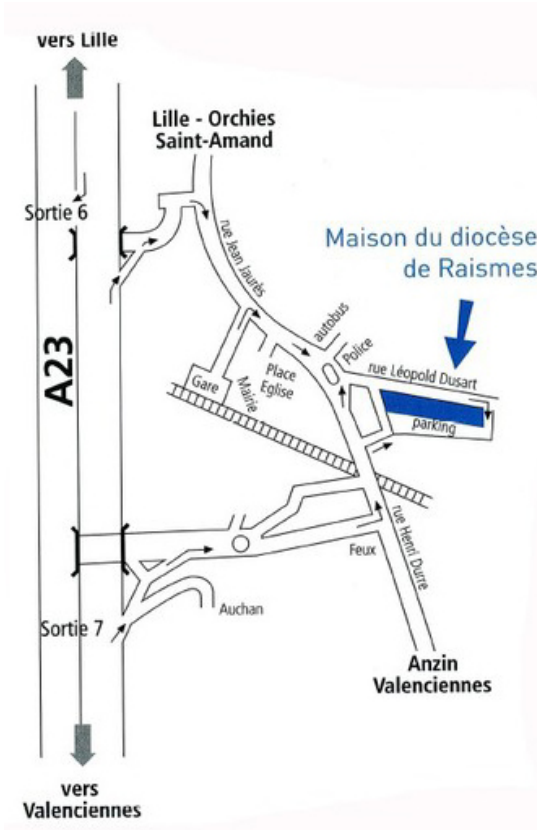 vers Lille
Lille - Orchies
Saint-Amand
Sortie 6
rue Jean Jaurès
Maison du diocèse
de Raismes
autobus
Police
rue Léopold Dusart
A23
Place
Eglise
Gare
Mairie
parking
rue Henri Durre
Feux
Auchan
Sortie 7
Anzin
Valenciennes
vers
Valenciennes